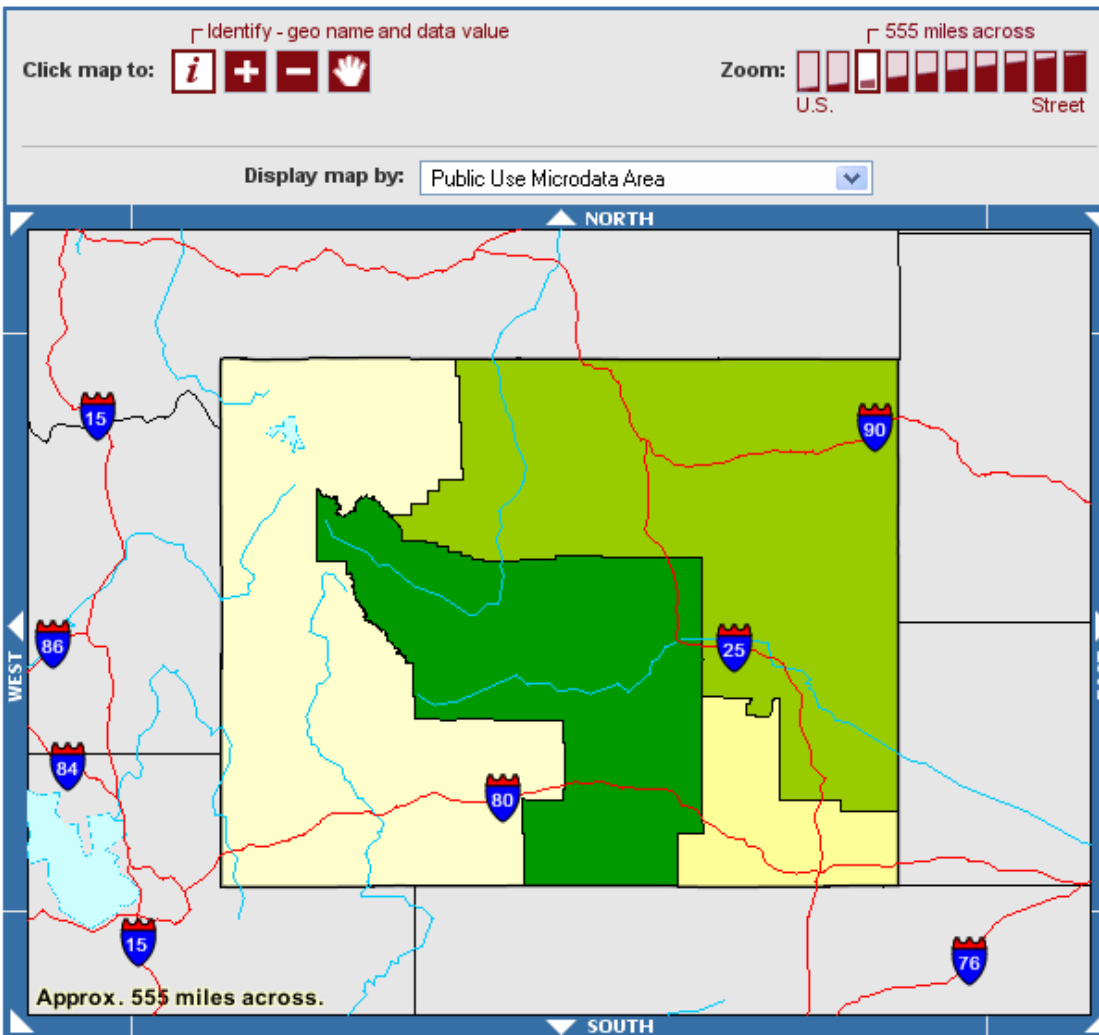 Identify - geo name and data value
555 miles across
Click map to: i + −
Zoom:
U.S. Street
Display map by: Public Use Microdata Area
NORTH
15
90
86
25
WEST
84
80
15
76
Approx. 555 miles across.
SOUTH